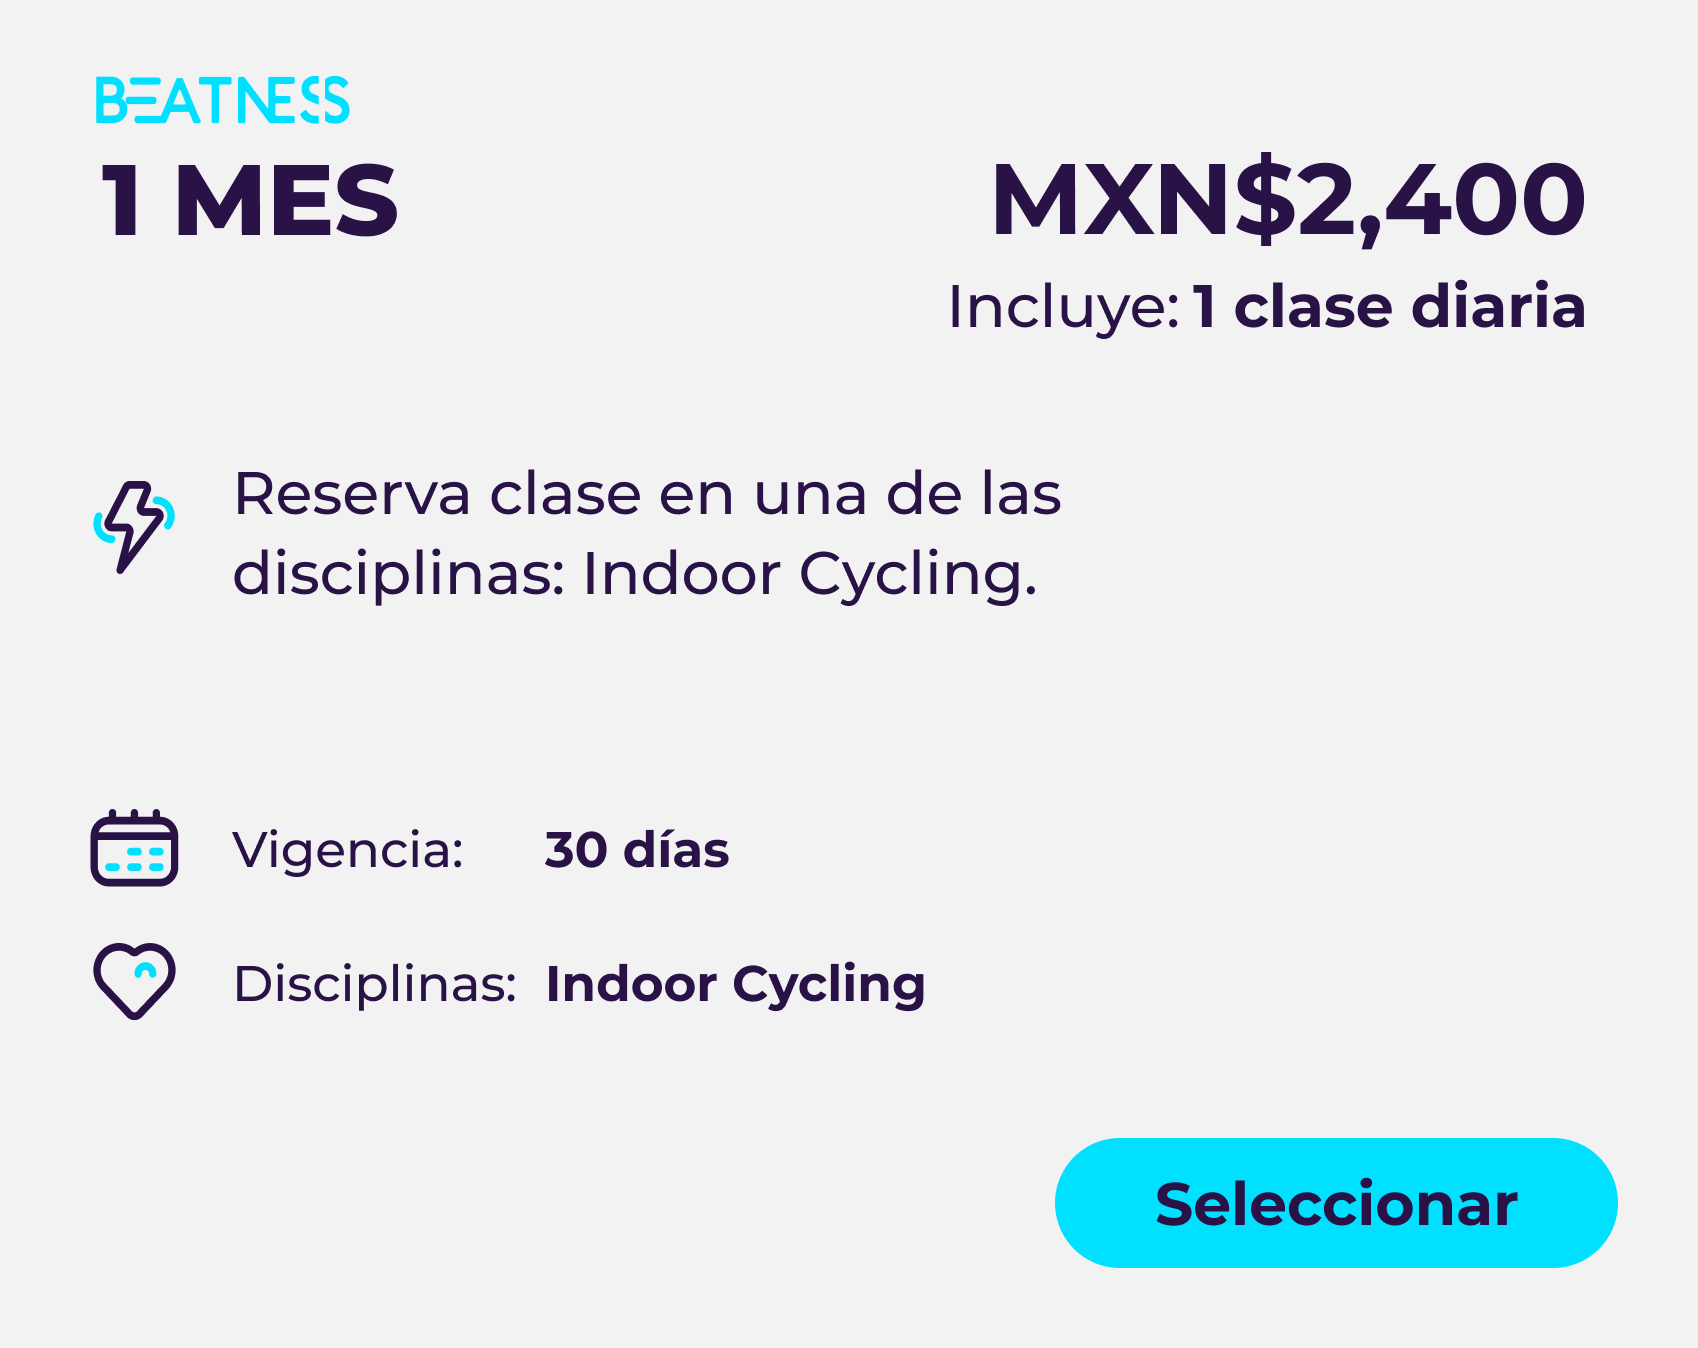 BEATNESS
1 MES
MXN$2,400
Incluye: 1 clase diaria
Reserva clase en una de las
disciplinas: Indoor Cycling.
Vigencia: 30 días
Disciplinas: Indoor Cycling
Seleccionar